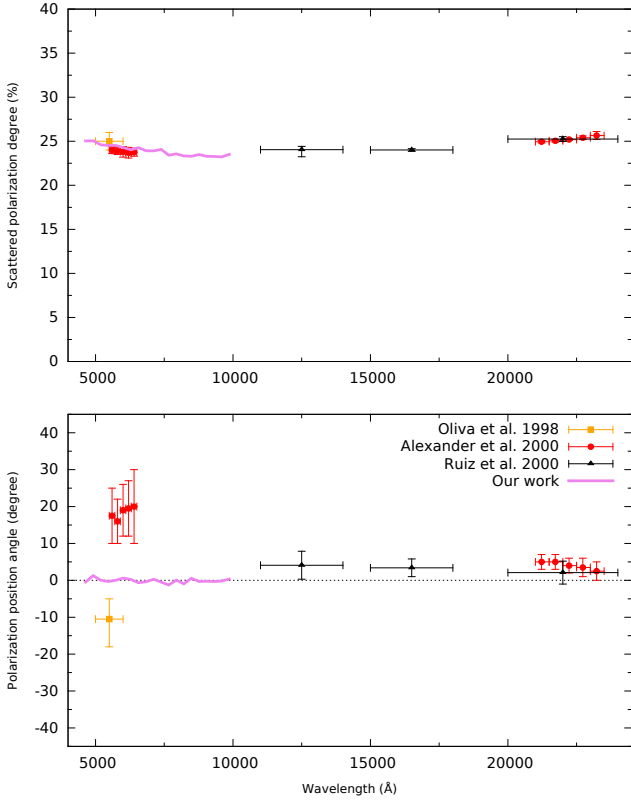 40
35
30
25
20
15
10
5
0
Scattered polarization degree (%)
5000 10000 15000 20000
40
30
20
10
0
-10
-20
-30
-40
Polarization position angle (degree)
Oliva et al. 1998
Alexander et al. 2000
Ruiz et al. 2000
Our work
5000 10000 15000 20000
Wavelength (Å)